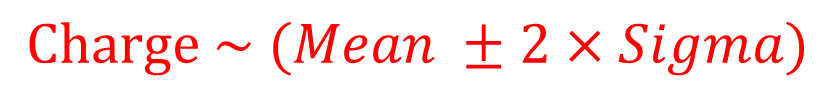 Charge ~ (Mean ± 2 × Sigma)